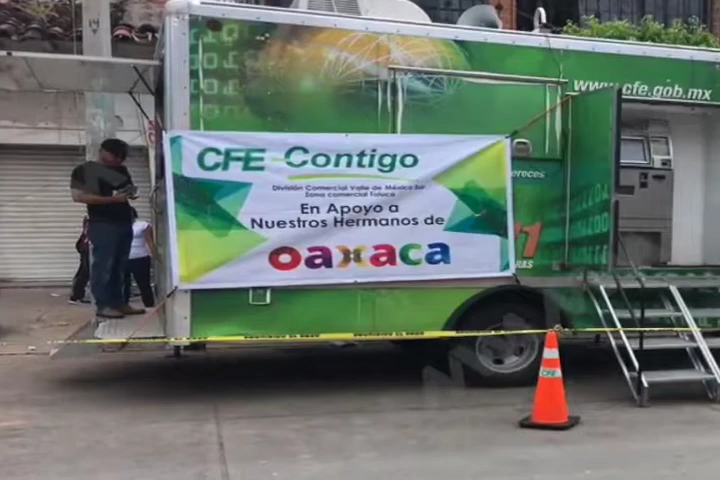 www.cfe.gob.mx
CFE Contigo
División Comercial Valle de México Sur
Zona comercial Toluca
En Apoyo a
Nuestros Hermanos de
oaxaca
CFE